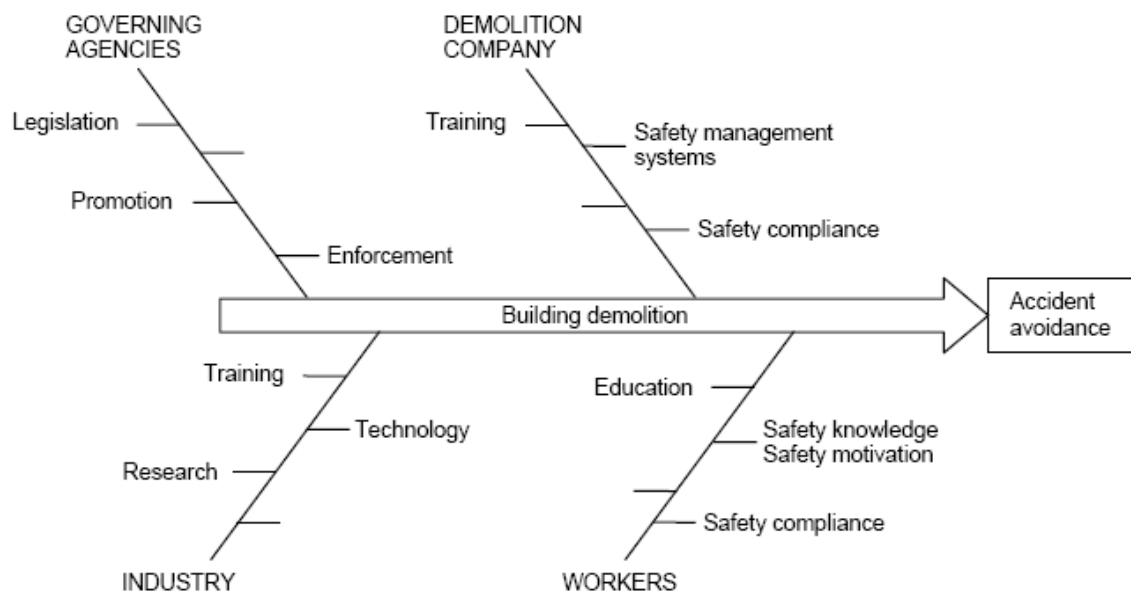 GOVERNING
AGENCIES
DEMOLITION
COMPANY
Legislation
Training
Safety management
systems
Promotion
Safety compliance
Enforcement
Building demolition
Accident
avoidance
Training
Education
Technology
Safety knowledge
Safety motivation
Research
Safety compliance
INDUSTRY
WORKERS